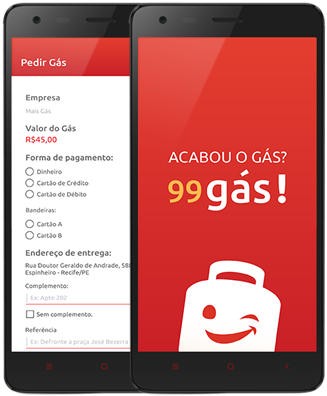 Pedir Gás
Empresa
Mais Gás
Valor do Gás
R$45,00
Forma de pagamento:
Dinheiro
Cartão de Crédito
Cartão de Débito
Bandeiras:
Cartão A
Cartão B
Endereço de entrega:
Rua Doutor Geraldo de Andrade, 588
Espinheiro - Recife/PE
Complemento:
Ex: Apto 202
Sem complemento.
Referência
Ex: Defronte a praça José Bezerra
ACABOU O GÁS?
99gás!